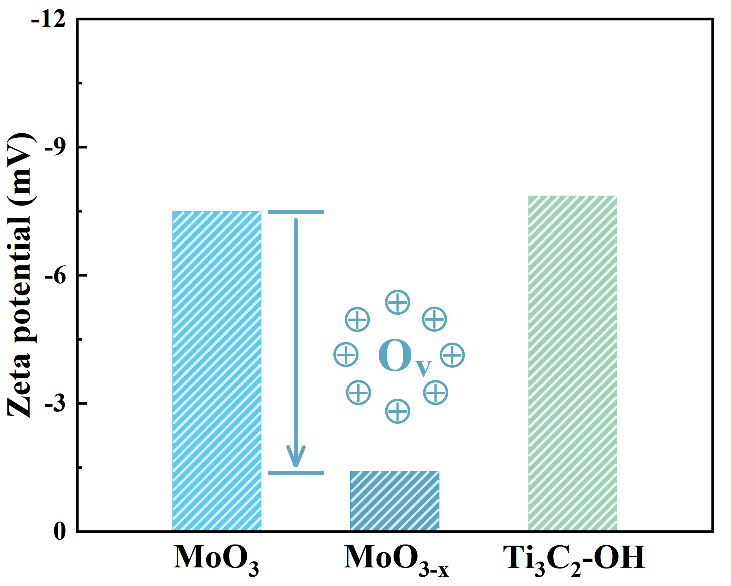 -12
-9
-6
-3
0
Zeta potential (mV)
⊕ ⊕ ⊕ ⊕ ⊕ ⊕ ⊕ ⊕
Oᵥ
MoO₃
MoO₃₋ₓ
Ti₃C₂-OH